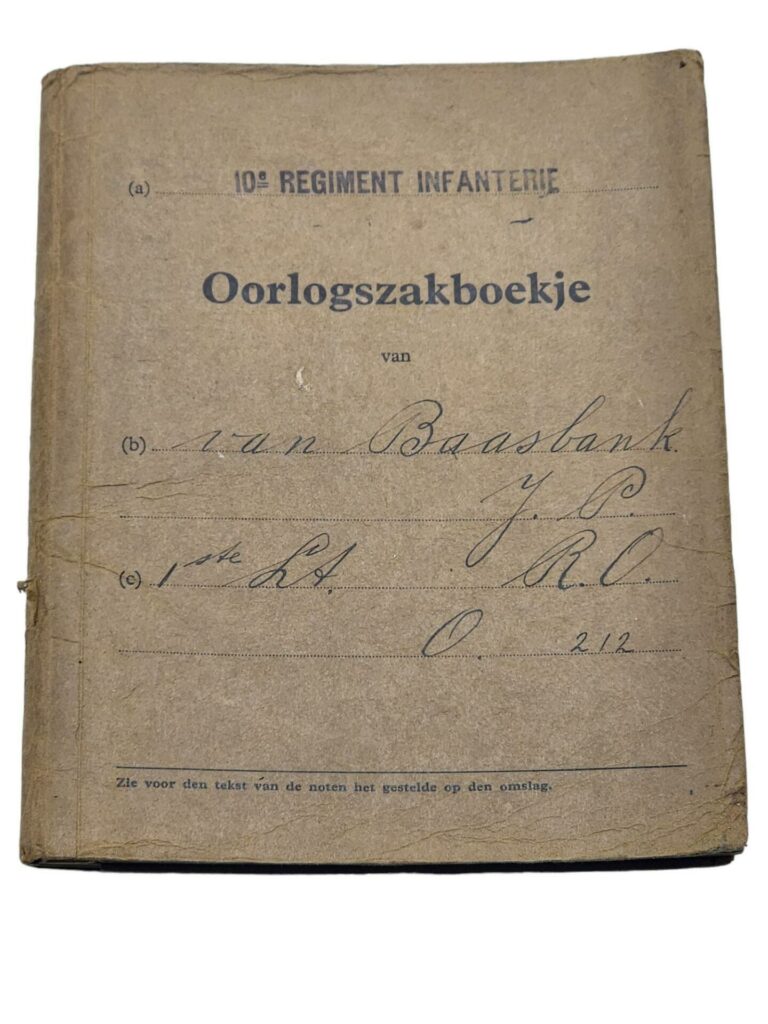 (a) 10e REGIMENT INFANTERIE
Oorlogszakboekje
van
(b) van Baasbank.
J. P.
(c) 1ste Lt. R.O.
O. 212
Zie voor den tekst van de noten het gestelde op den omslag.